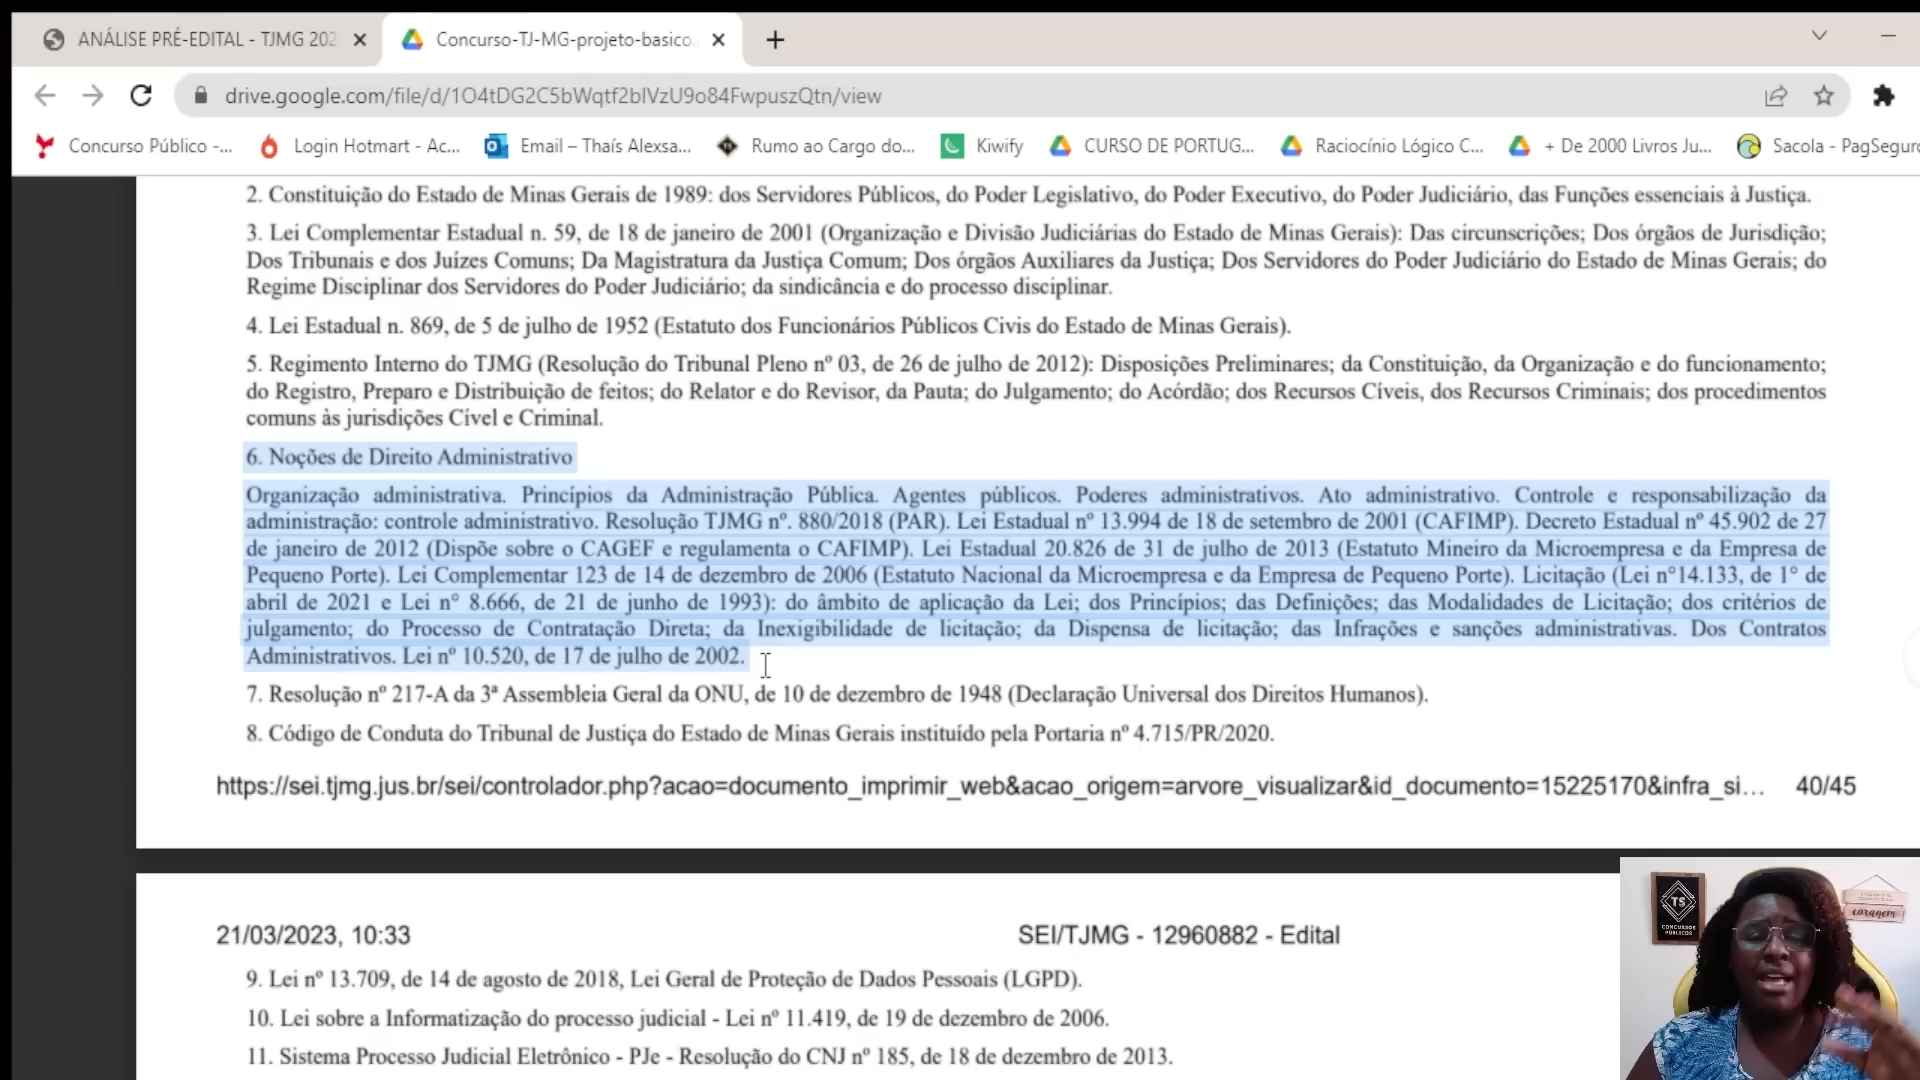 ANÁLISE PRÉ-EDITAL - TJMG 202
Concurso-TJ-MG-projeto-basico.
drive.google.com/file/d/1O4tDG2C5bWqtf2blVzU9o84FwpuszQtn/view
Concurso Público -...
Login Hotmart - Ac...
Email – Thaís Alexsa...
Rumo ao Cargo do...
Kiwify
CURSO DE PORTUG...
Raciocínio Lógico C...
+ De 2000 Livros Ju...
Sacola - PagSeguro
2. Constituição do Estado de Minas Gerais de 1989: dos Servidores Públicos, do Poder Legislativo, do Poder Executivo, do Poder Judiciário, das Funções essenciais à Justiça.
3. Lei Complementar Estadual n. 59, de 18 de janeiro de 2001 (Organização e Divisão Judiciárias do Estado de Minas Gerais): Das circunscrições; Dos órgãos de Jurisdição;
Dos Tribunais e dos Juízes Comuns; Da Magistratura da Justiça Comum; Dos órgãos Auxiliares da Justiça; Dos Servidores do Poder Judiciário do Estado de Minas Gerais; do
Regime Disciplinar dos Servidores do Poder Judiciário; da sindicância e do processo disciplinar.
4. Lei Estadual n. 869, de 5 de julho de 1952 (Estatuto dos Funcionários Públicos Civis do Estado de Minas Gerais).
5. Regimento Interno do TJMG (Resolução do Tribunal Pleno nº 03, de 26 de julho de 2012): Disposições Preliminares; da Constituição, da Organização e do funcionamento;
do Registro, Preparo e Distribuição de feitos; do Relator e do Revisor, da Pauta; do Julgamento; do Acórdão; dos Recursos Cíveis, dos Recursos Criminais; dos procedimentos
comuns às jurisdições Cível e Criminal.
6. Noções de Direito Administrativo
Organização administrativa. Princípios da Administração Pública. Agentes públicos. Poderes administrativos. Ato administrativo. Controle e responsabilização da
administração: controle administrativo. Resolução TJMG nº. 880/2018 (PAR). Lei Estadual nº 13.994 de 18 de setembro de 2001 (CAFIMP). Decreto Estadual nº 45.902 de 27
de janeiro de 2012 (Dispõe sobre o CAGEF e regulamenta o CAFIMP). Lei Estadual 20.826 de 31 de julho de 2013 (Estatuto Mineiro da Microempresa e da Empresa de
Pequeno Porte). Lei Complementar 123 de 14 de dezembro de 2006 (Estatuto Nacional da Microempresa e da Empresa de Pequeno Porte). Licitação (Lei n°14.133, de 1° de
abril de 2021 e Lei n° 8.666, de 21 de junho de 1993): do âmbito de aplicação da Lei; dos Princípios; das Definições; das Modalidades de Licitação; dos critérios de
julgamento; do Processo de Contratação Direta; da Inexigibilidade de licitação; da Dispensa de licitação; das Infrações e sanções administrativas. Dos Contratos
Administrativos. Lei nº 10.520, de 17 de julho de 2002.
7. Resolução nº 217-A da 3ª Assembleia Geral da ONU, de 10 de dezembro de 1948 (Declaração Universal dos Direitos Humanos).
8. Código de Conduta do Tribunal de Justiça do Estado de Minas Gerais instituído pela Portaria nº 4.715/PR/2020.
https://sei.tjmg.jus.br/sei/controlador.php?acao=documento_imprimir_web&acao_origem=arvore_visualizar&id_documento=15225170&infra_si… 40/45
21/03/2023, 10:33
SEI/TJMG - 12960882 - Edital
9. Lei nº 13.709, de 14 de agosto de 2018, Lei Geral de Proteção de Dados Pessoais (LGPD).
10. Lei sobre a Informatização do processo judicial - Lei nº 11.419, de 19 de dezembro de 2006.
11. Sistema Processo Judicial Eletrônico - PJe - Resolução do CNJ nº 185, de 18 de dezembro de 2013.
TS
CONCURSOS
PÚBLICOS
coragem